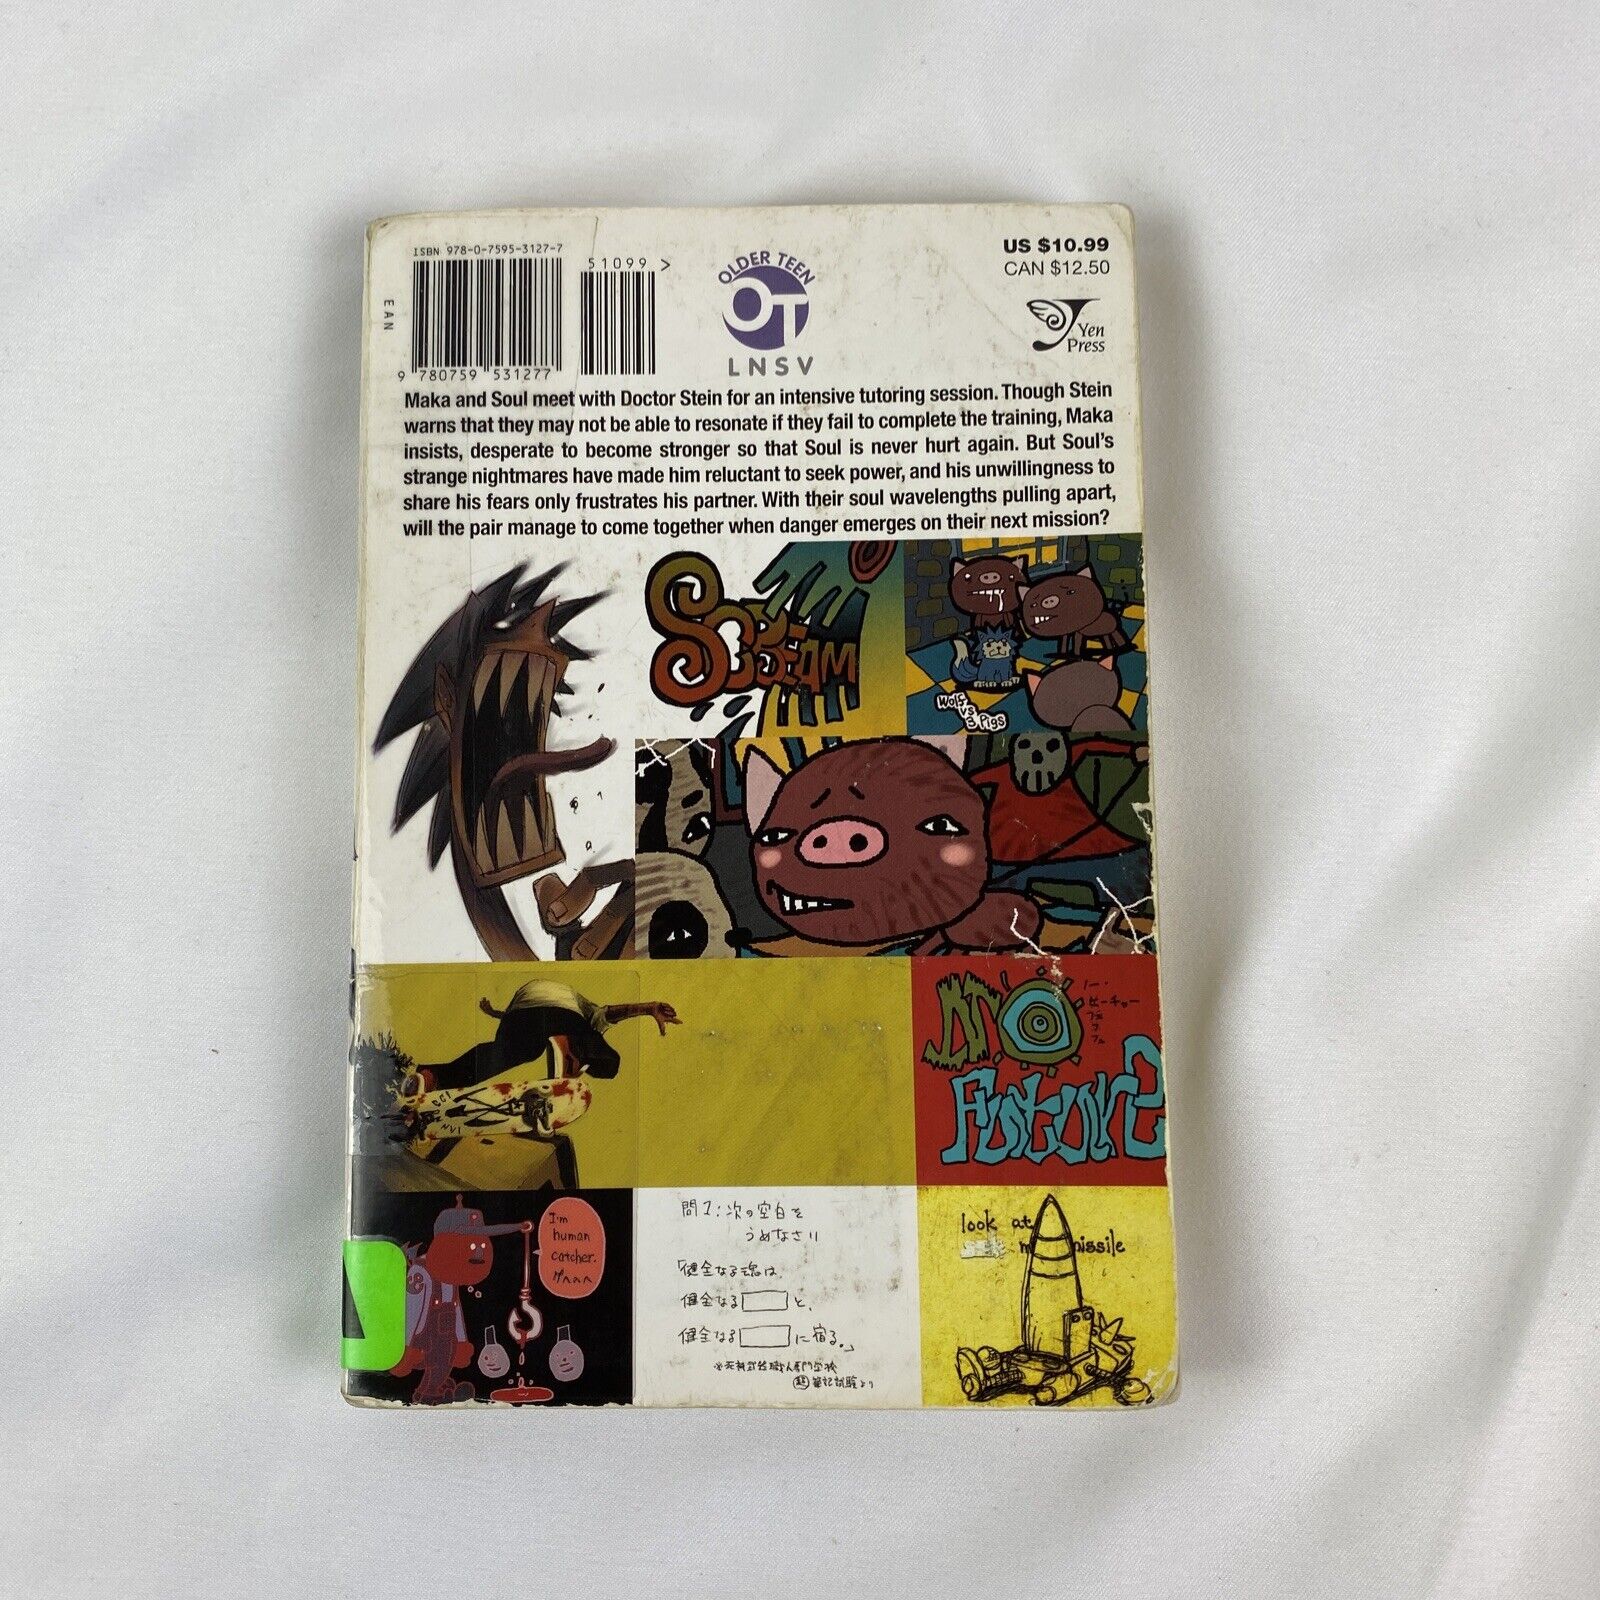 ISBN 978-0-7595-3127-7
51099 >
EAN
9 780759 531277
OLDER TEEN
OT
LNSV
US $10.99
CAN $12.50
Yen
Press
Maka and Soul meet with Doctor Stein for an intensive tutoring session. Though Stein
warns that they may not be able to resonate if they fail to complete the training, Maka
insists, desperate to become stronger so that Soul is never hurt again. But Soul's
strange nightmares have made him reluctant to seek power, and his unwillingness to
share his fears only frustrates his partner. With their soul wavelengths pulling apart,
will the pair manage to come together when danger emerges on their next mission?
SCREAM
Wolf
vs
3 Pigs
NO
FUTURE
I'm
human
catcher.
look at
missile
問1:次の空白を
うめなさい
「健全なる魂は、
健全なる と、
健全なる に宿る。」